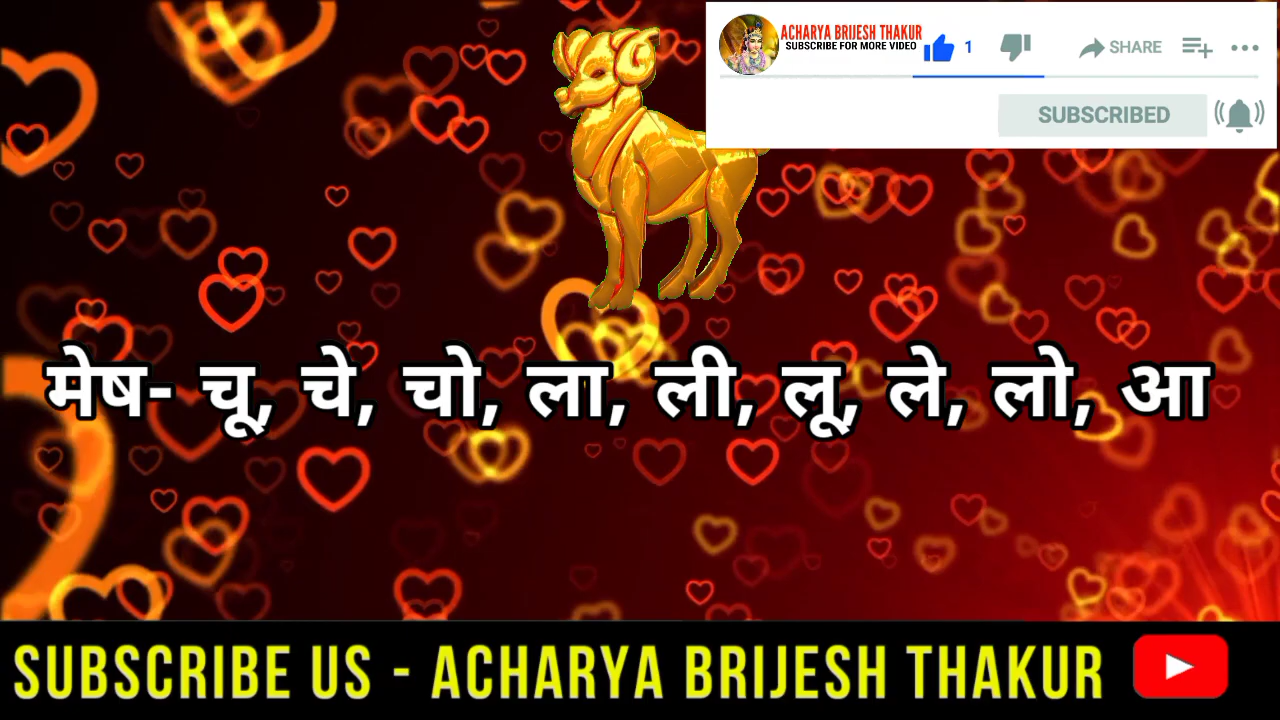 ACHARYA BRIJESH THAKUR
SUBSCRIBE FOR MORE VIDEO
1
SHARE
SUBSCRIBED
मेष- चू, चे, चो, ला, ली, लू, ले, लो, आ
SUBSCRIBE US - ACHARYA BRIJESH THAKUR